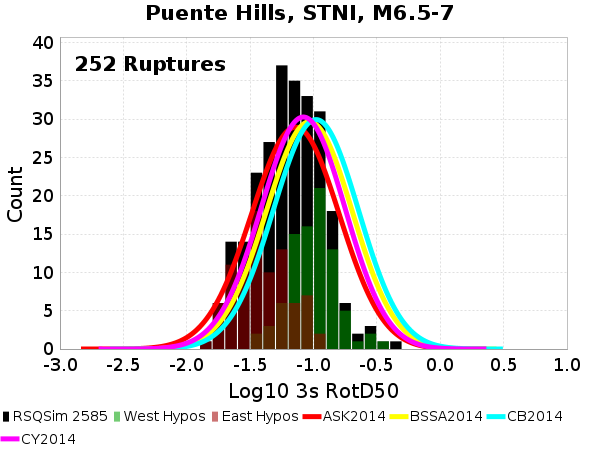 Puente Hills, STNI, M6.5-7
252 Ruptures
Count
40
35
30
25
20
15
10
5
0
-3.0 -2.5 -2.0 -1.5 -1.0 -0.5 0.0 0.5 1.0
Log10 3s RotD50
RSQSim 2585 West Hypos East Hypos ASK2014 BSSA2014 CB2014
CY2014